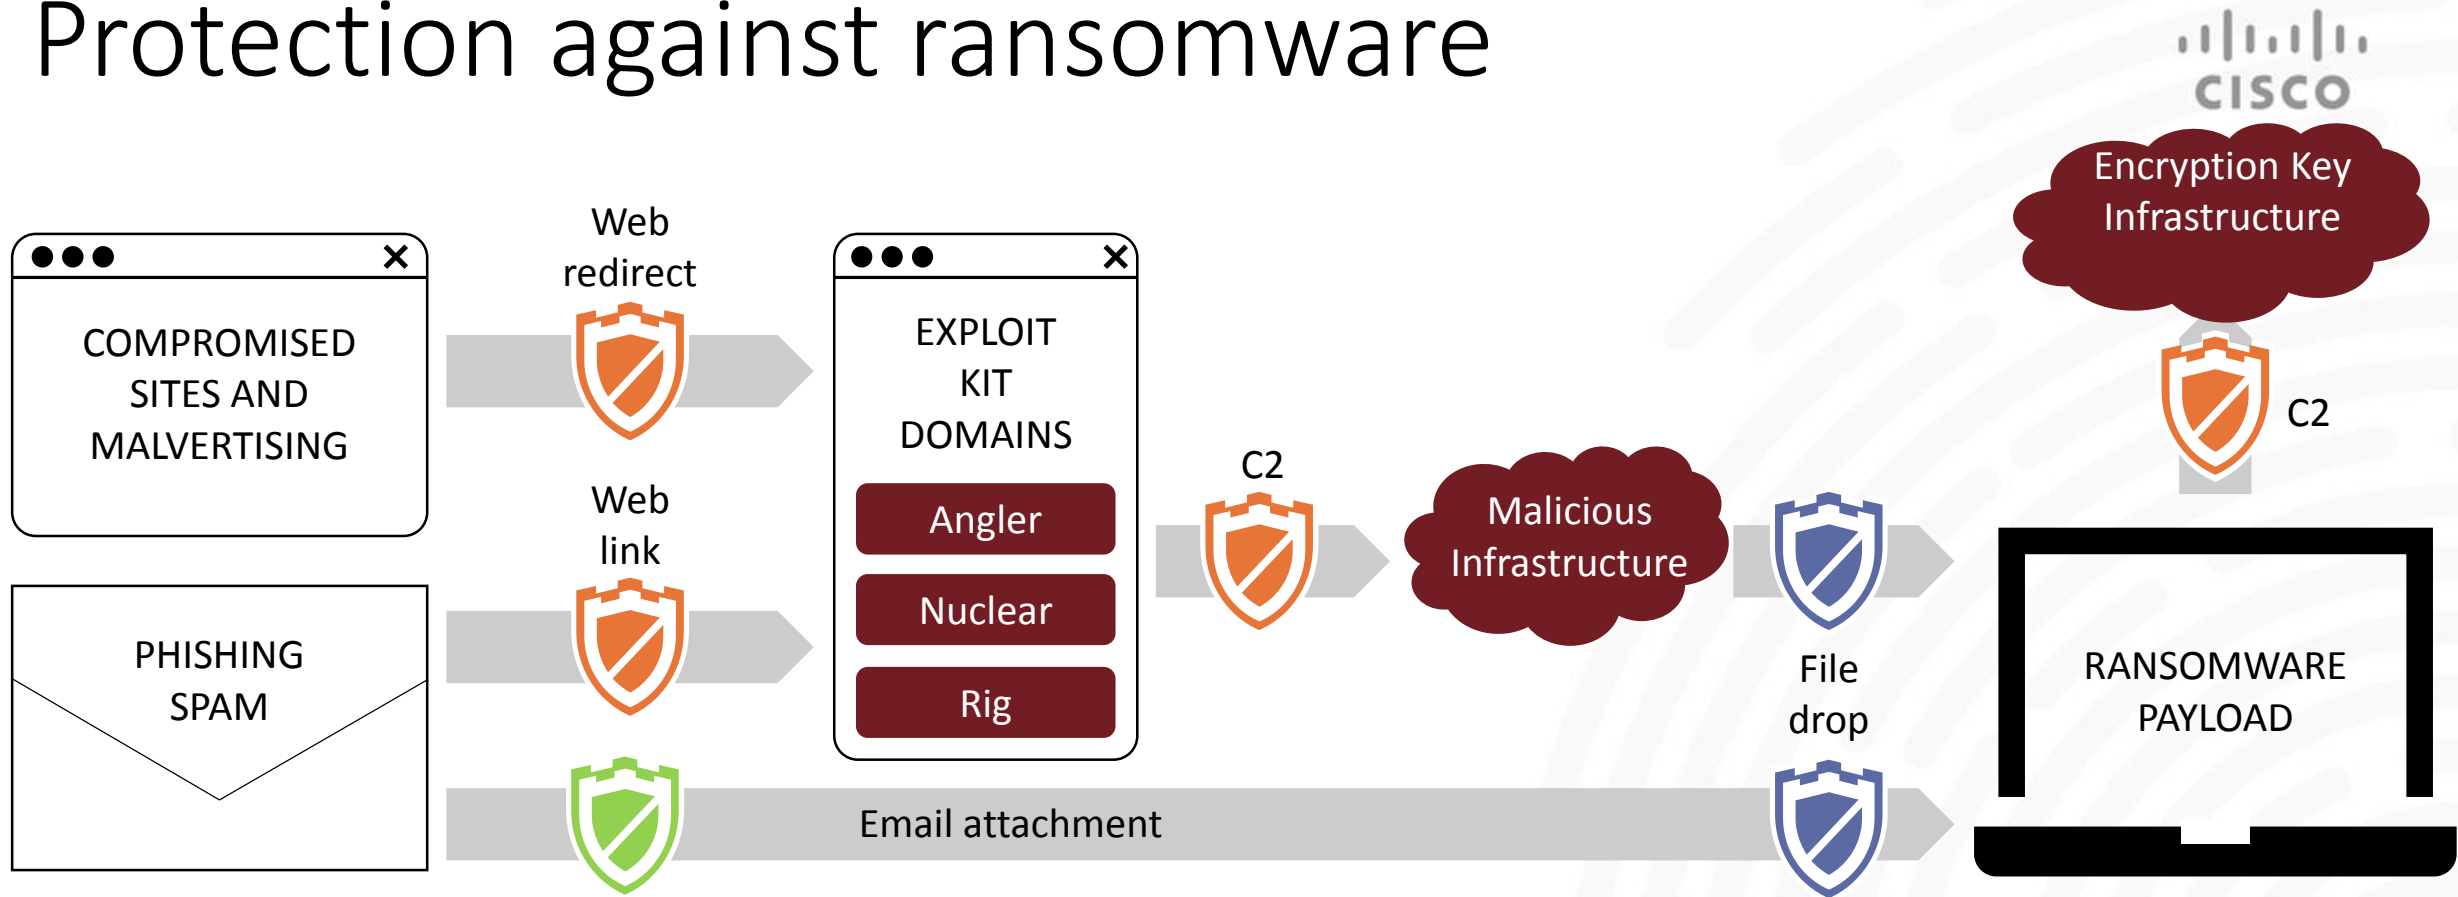 Protection against ransomware
CISCO
COMPROMISED
SITES AND
MALVERTISING
PHISHING
SPAM
Web
redirect
Web
link
Email attachment
EXPLOIT
KIT
DOMAINS
Angler
Nuclear
Rig
C2
Malicious
Infrastructure
File
drop
Encryption Key
Infrastructure
C2
RANSOMWARE
PAYLOAD